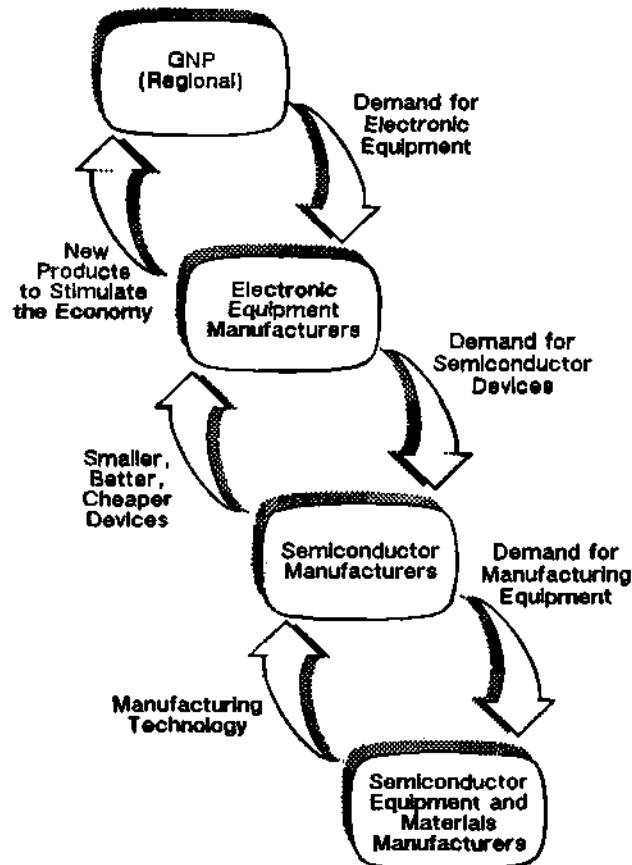 GNP
(Regional)
Demand for
Electronic
Equipment
New
Products
to Stimulate
the Economy
Electronic
Equipment
Manufacturers
Demand for
Semiconductor
Devices
Smaller,
Better,
Cheaper
Devices
Semiconductor
Manufacturers
Demand for
Manufacturing
Equipment
Manufacturing
Technology
Semiconductor
Equipment and
Materials
Manufacturers